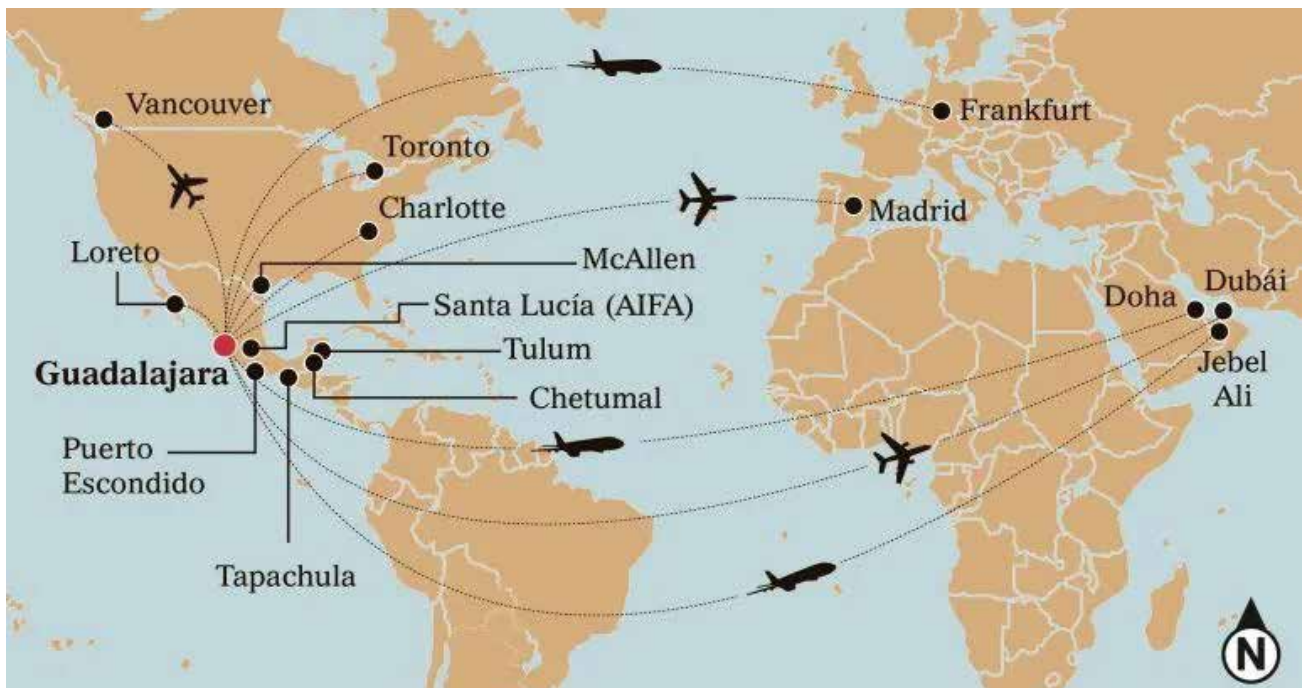 Vancouver
Frankfurt
Toronto
Charlotte
Madrid
Loreto
McAllen
Santa Lucía (AIFA)
Doha
Dubái
Tulum
Jebel
Ali
Guadalajara
Chetumal
Puerto
Escondido
Tapachula
N